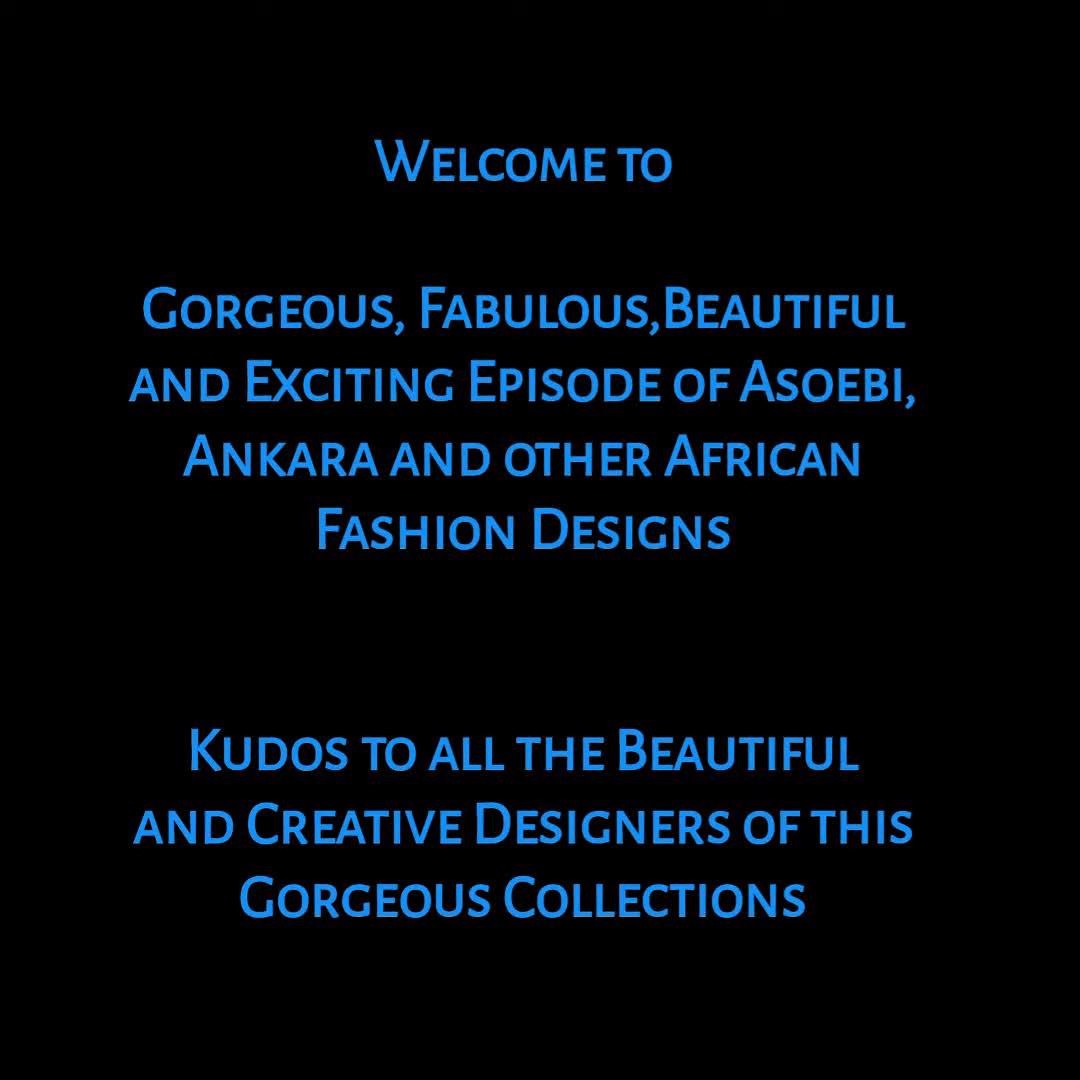 Welcome to
Gorgeous, Fabulous,Beautiful
and Exciting Episode of Asoebi,
Ankara and other African
Fashion Designs
Kudos to all the Beautiful
and Creative Designers of this
Gorgeous Collections